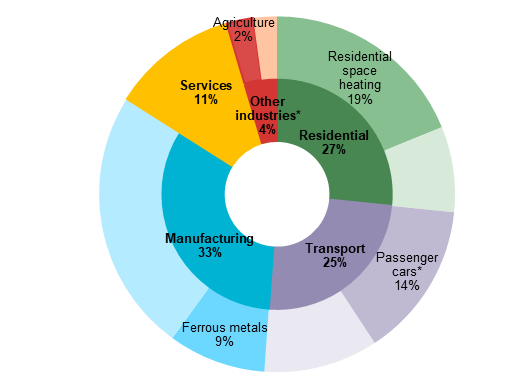 Agriculture
2%
Residential
space
heating
19%
Services
11%
Other
industries*
4%
Residential
27%
Manufacturing
33%
Transport
25%
Passenger
cars*
14%
Ferrous metals
9%